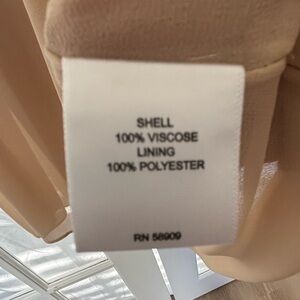 SHELL
100% VISCOSE
LINING
100% POLYESTER
RN 58909